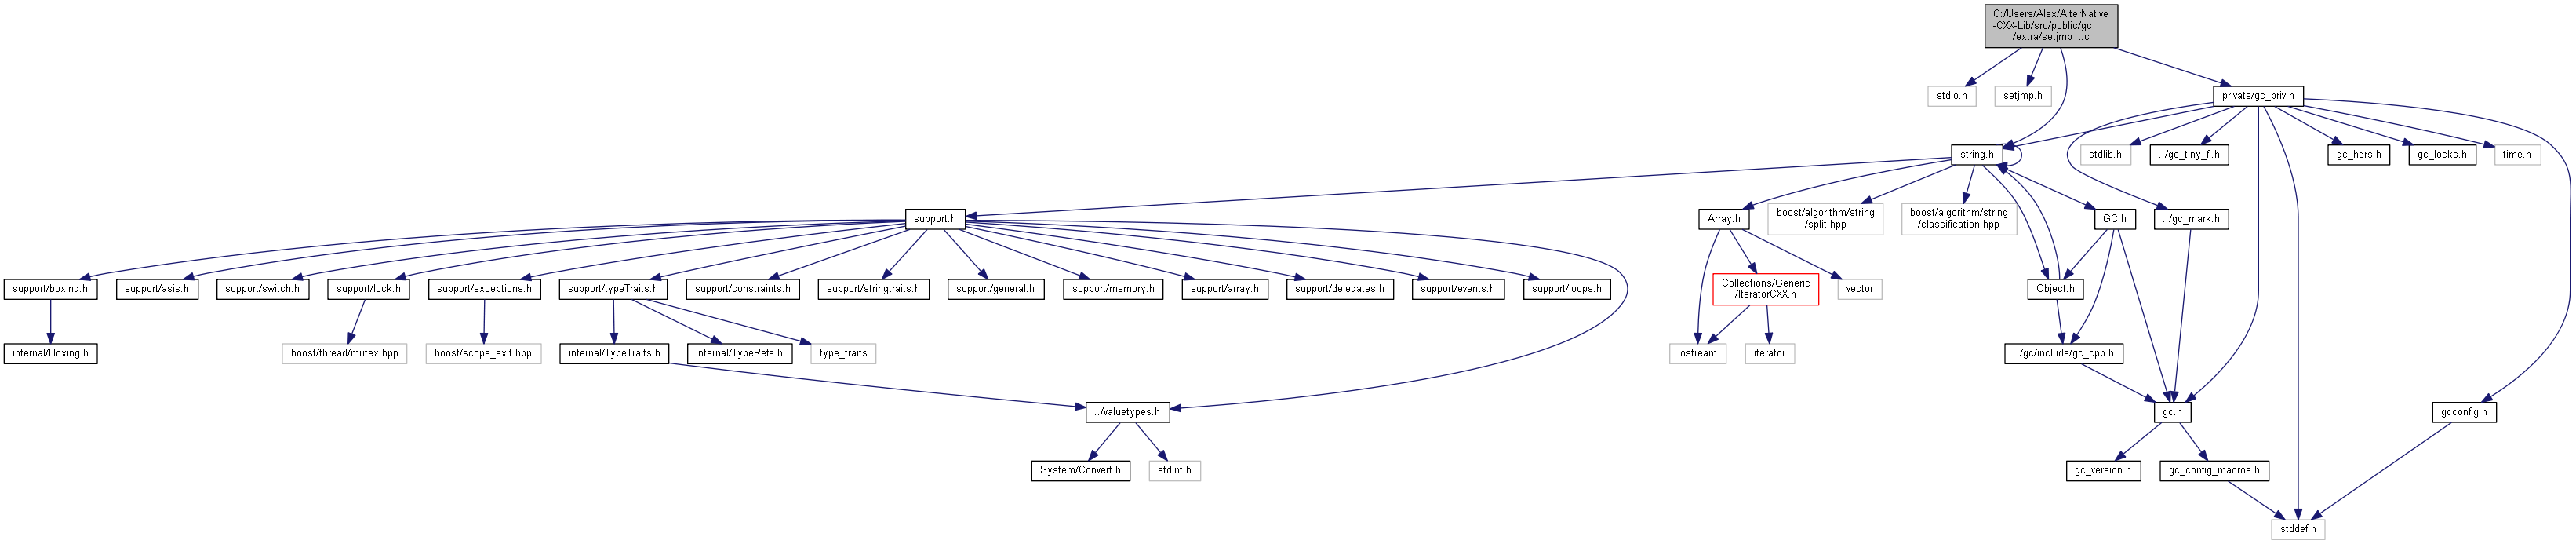 C:/Users/Alex/AlterNative
-CXX-Lib/src/public/gc
/extra/setjmp_t.c
stdio.h
setjmp.h
private/gc_priv.h
string.h
stdlib.h
../gc_tiny_fl.h
gc_hdrs.h
gc_locks.h
time.h
support.h
Array.h
boost/algorithm/string
/split.hpp
boost/algorithm/string
/classification.hpp
GC.h
../gc_mark.h
support/boxing.h
support/asis.h
support/switch.h
support/lock.h
support/exceptions.h
support/typeTraits.h
support/constraints.h
support/stringtraits.h
support/general.h
support/memory.h
support/array.h
support/delegates.h
support/events.h
support/loops.h
Collections/Generic
/IteratorCXX.h
vector
Object.h
internal/Boxing.h
boost/thread/mutex.hpp
boost/scope_exit.hpp
internal/TypeTraits.h
internal/TypeRefs.h
type_traits
iostream
iterator
../gc/include/gc_cpp.h
../valuetypes.h
gc.h
gcconfig.h
System/Convert.h
stdint.h
gc_version.h
gc_config_macros.h
stddef.h